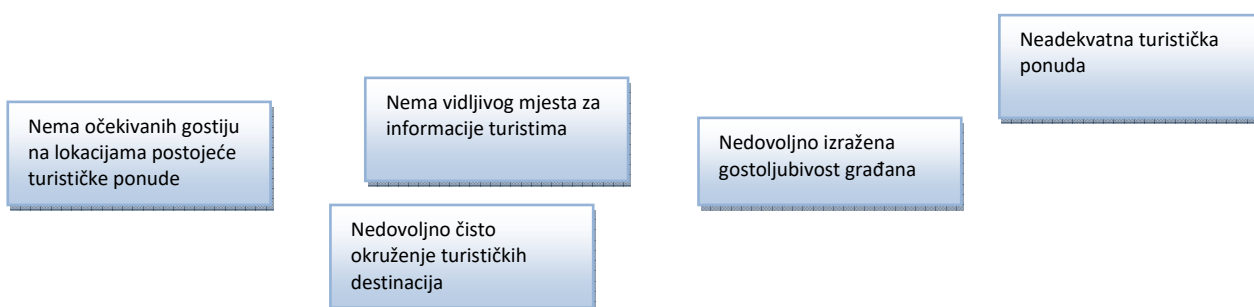 Neadekvatna turistička
ponuda
Nema očekivanih gostiju
na lokacijama postojeće
turističke ponude
Nema vidljivog mjesta za
informacije turistima
Nedovoljno izražena
gostoljubivost građana
Nedovoljno čisto
okruženje turističkih
destinacija